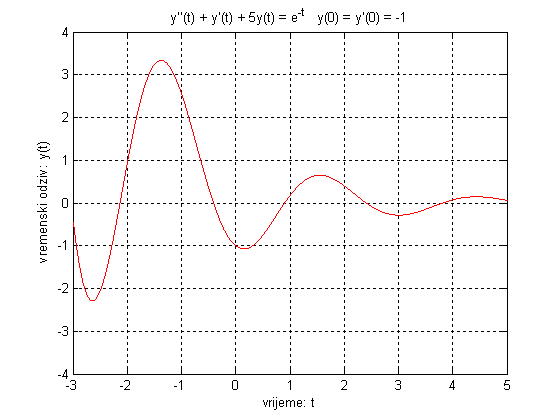 y''(t) + y'(t) + 5y(t) = e^-t   y(0) = y'(0) = -1
4
3
2
1
0
-1
-2
-3
-4
vremenski odziv: y(t)
-3 -2 -1 0 1 2 3 4 5
vrijeme: t